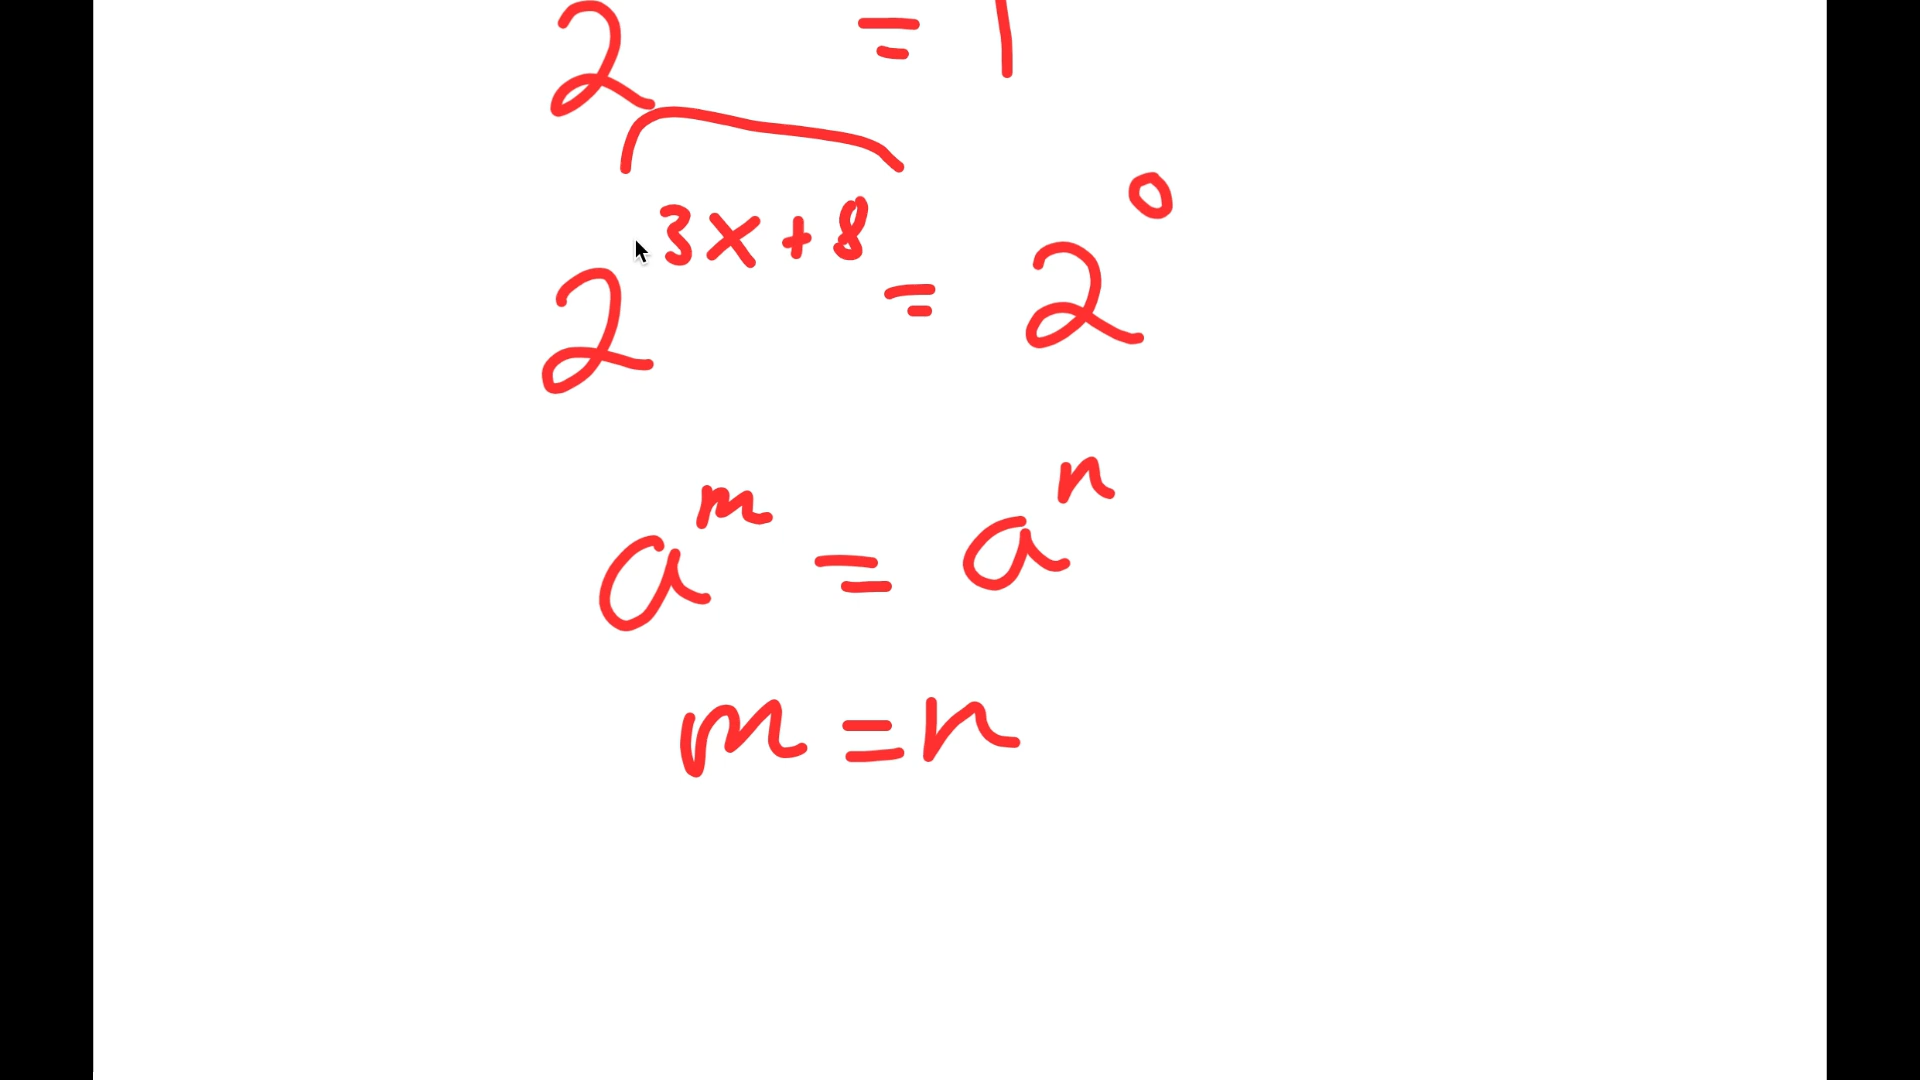 2 = 1
2^{3x+8} = 2^0
a^m = a^n
m = n